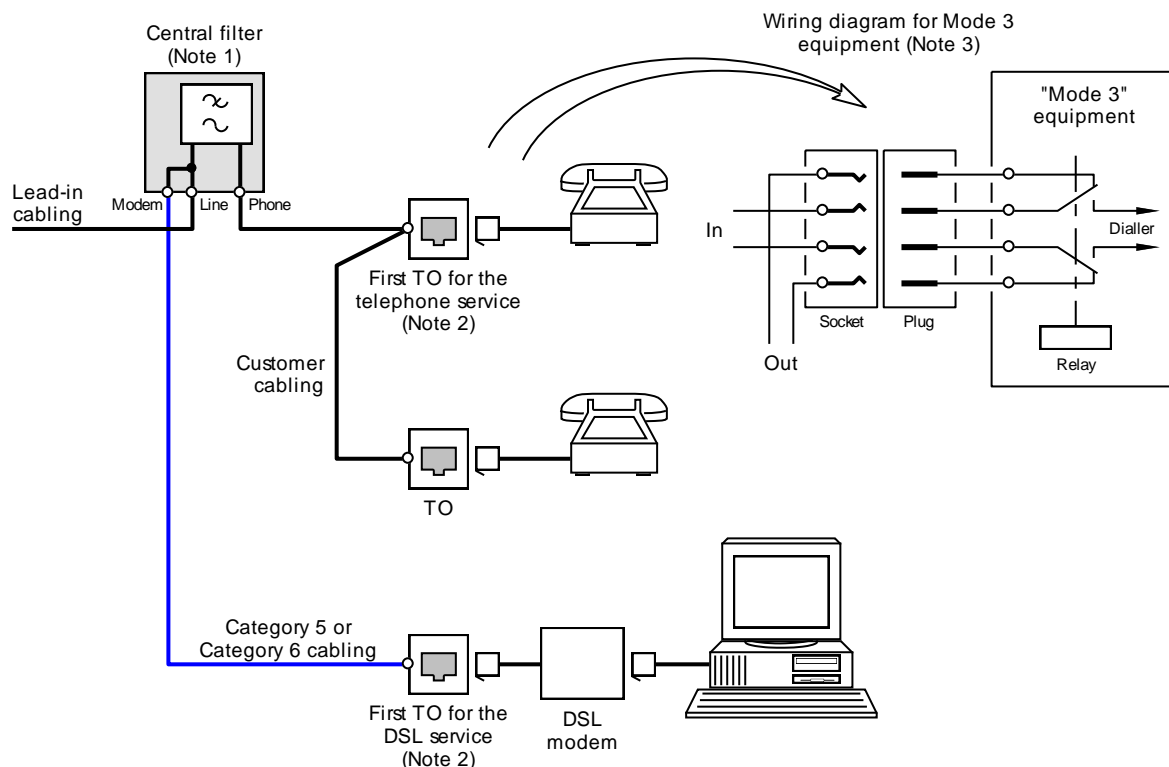 Central filter
(Note 1)
Wiring diagram for Mode 3
equipment (Note 3)
"Mode 3"
equipment
Lead-in
cabling
Modem
Line
Phone
In
Dialler
First TO for the
telephone service
(Note 2)
Socket
Plug
Out
Relay
Customer
cabling
TO
Category 5 or
Category 6 cabling
First TO for the
DSL service
(Note 2)
DSL
modem